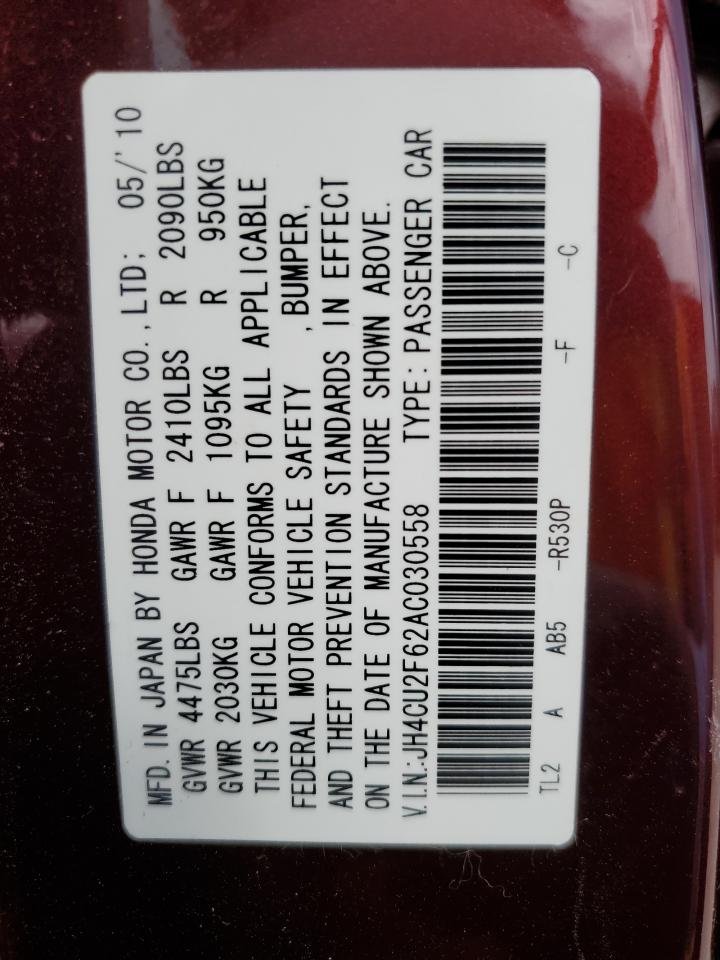 MFD. IN JAPAN BY HONDA MOTOR CO., LTD; 05/'10
GVWR 4475LBS GAWR F 2410LBS R 2090LBS
GVWR 2030KG GAWR F 1095KG R 950KG
THIS VEHICLE CONFORMS TO ALL APPLICABLE
FEDERAL MOTOR VEHICLE SAFETY , BUMPER,
AND THEFT PREVENTION STANDARDS IN EFFECT
ON THE DATE OF MANUFACTURE SHOWN ABOVE.
V.I.N.:JH4CU2F62AC030558 TYPE:PASSENGER CAR
TL2 A AB5 -R530P -F -C